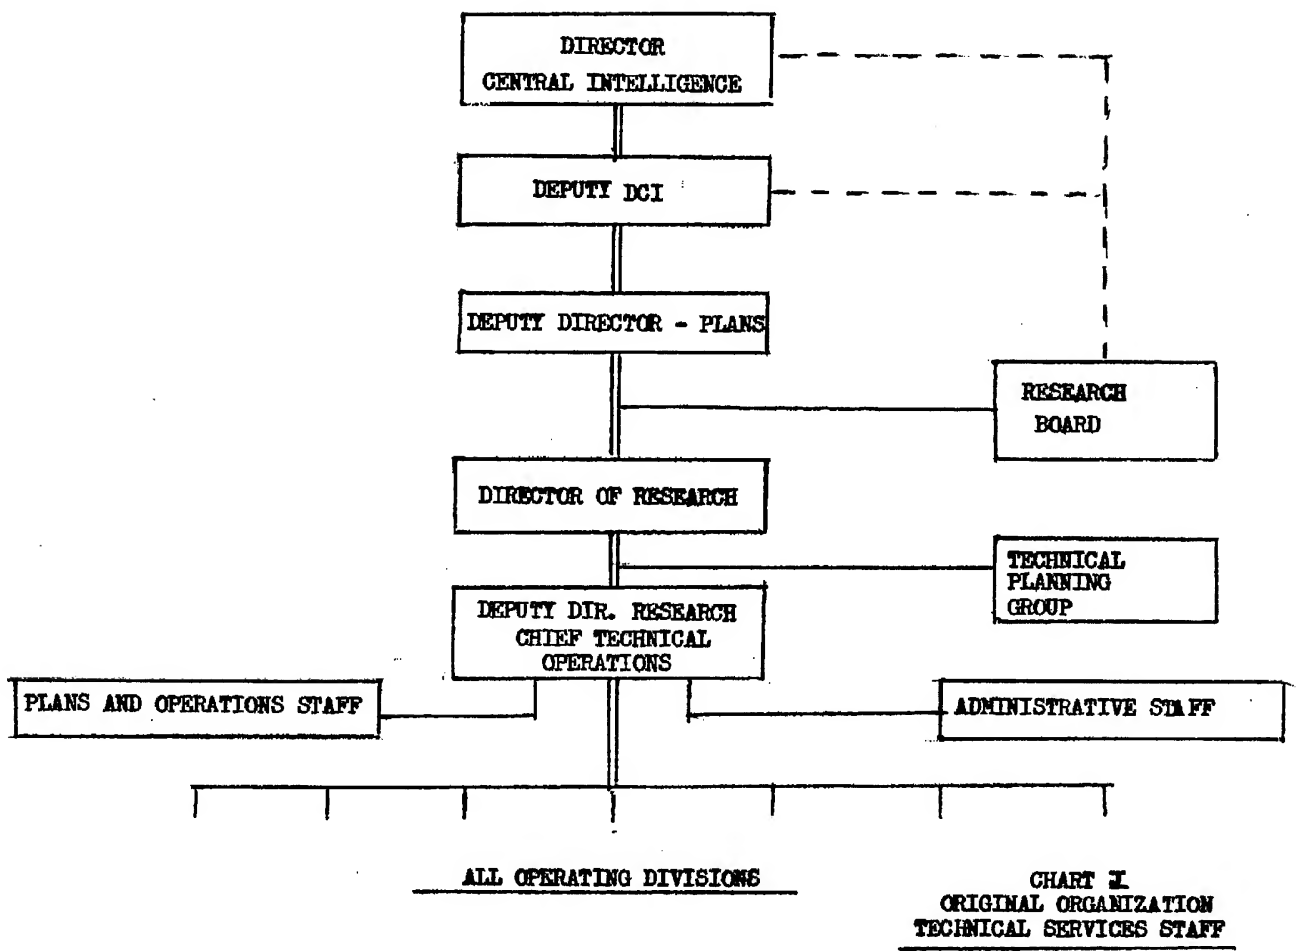 DIRECTOR
CENTRAL INTELLIGENCE
DEPUTY DCI
DEPUTY DIRECTOR - PLANS
RESEARCH
BOARD
DIRECTOR OF RESEARCH
TECHNICAL
PLANNING
GROUP
DEPUTY DIR. RESEARCH
CHIEF TECHNICAL
OPERATIONS
PLANS AND OPERATIONS STAFF
ADMINISTRATIVE STAFF
ALL OPERATING DIVISIONS
CHART I
ORIGINAL ORGANIZATION
TECHNICAL SERVICES STAFF